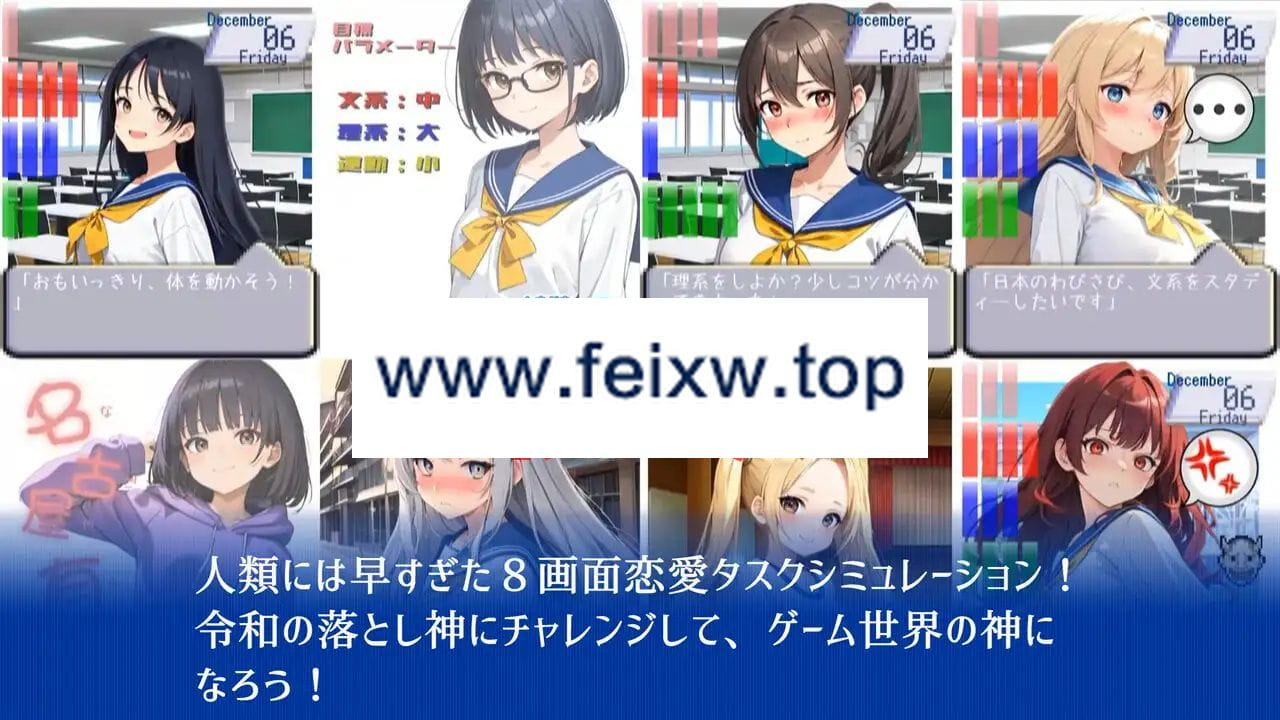 December
06
Friday
目標
パラメーター
文系：中
理系：大
運動：小
December
06
Friday
December
06
Friday
「おもいっきり、体を動かそう！
」
「理系をしよか？少しコツが分か
「日本のわびさび、文系をスタデ
ィーしたいです」
www.feixw.top
名な
古
屋
December
06
Friday
人類には早すぎた８画面恋愛タスクシミュレーション！
令和の落とし神にチャレンジして、ゲーム世界の神に
なろう！